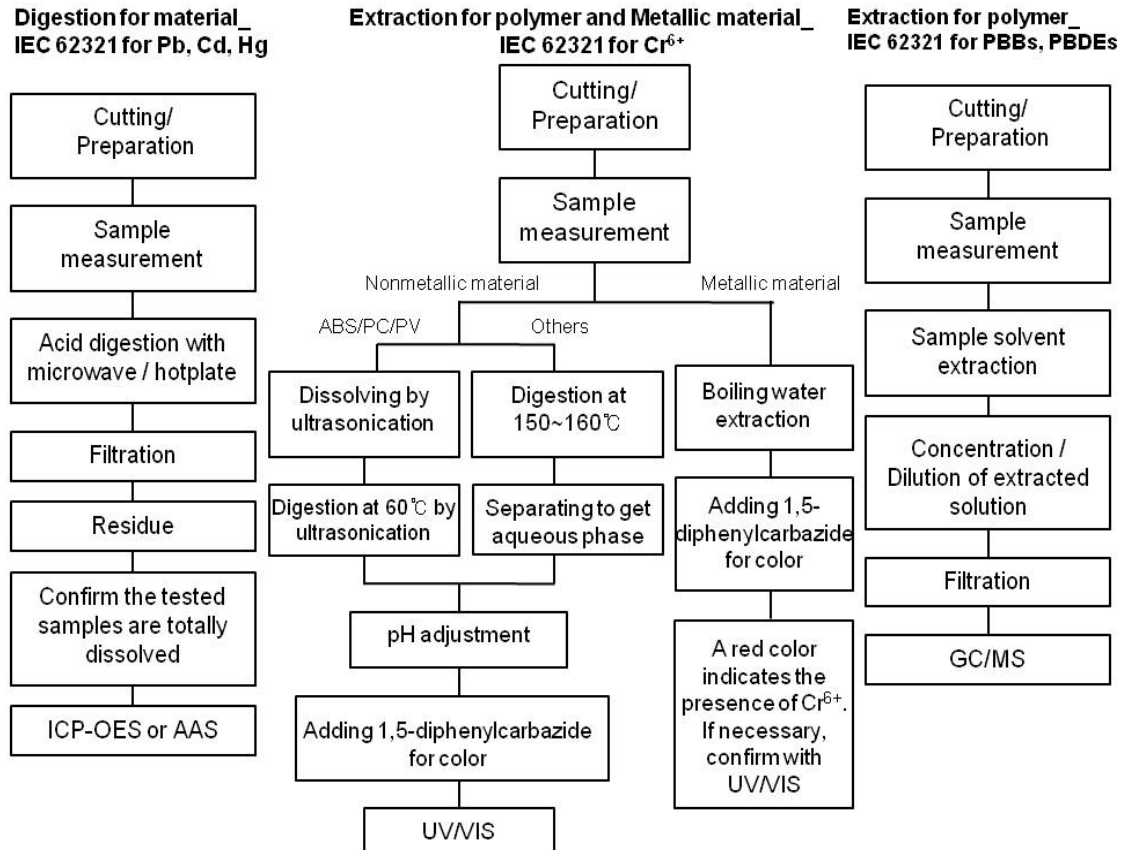 Digestion for material_
IEC 62321 for Pb, Cd, Hg
Cutting/
Preparation
Sample
measurement
Acid digestion with
microwave / hotplate
Filtration
Residue
Confirm the tested
samples are totally
dissolved
ICP-OES or AAS
Extraction for polymer and Metallic material_
IEC 62321 for Cr6+
Cutting/
Preparation
Sample
measurement
Nonmetallic material
Metallic material
ABS/PC/PV
Others
Dissolving by
ultrasonication
Digestion at 60℃ by
ultrasonication
Digestion at
150~160℃
Separating to get
aqueous phase
pH adjustment
Adding 1,5-diphenylcarbazide
for color
UV/VIS
Boiling water
extraction
Adding 1,5-
diphenylcarbazide
for color
A red color
indicates the
presence of Cr6+.
If necessary,
confirm with
UV/VIS
Extraction for polymer_
IEC 62321 for PBBs, PBDEs
Cutting/
Preparation
Sample
measurement
Sample solvent
extraction
Concentration /
Dilution of extracted
solution
Filtration
GC/MS